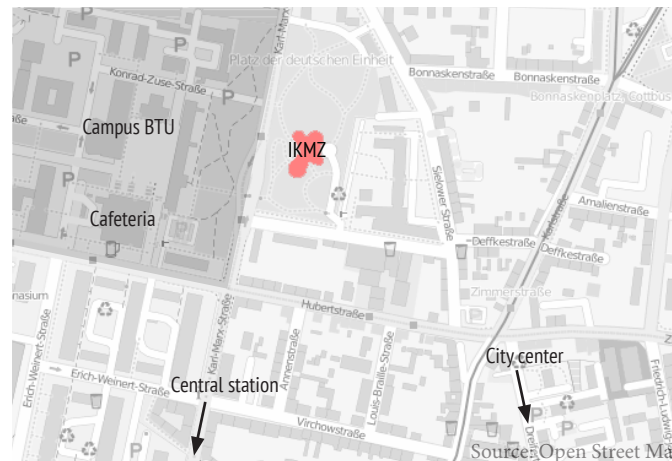 Karl-Marx-Straße
P
Platz der deutschen Einheit
P
Bonnaskenstraße
Bonnaskenstraße
Konrad-Zuse-Straße
Bonnaskenplatz, Cottbus
Campus BTU
IKMZ
P
Sielower Straße
Amalienstraße
Karlstraße
Cafeteria
P
Deffkestraße
Deffkestraße
Zimmerstraße
Hubertstraße
Erich-Weinert-Straße
Karl-Marx-Straße
Annenstraße
Louis-Braille-Straße
City center
Erich-Weinert-Straße
Central station
Virchowstraße
P
P
P
Source: Open Street Ma